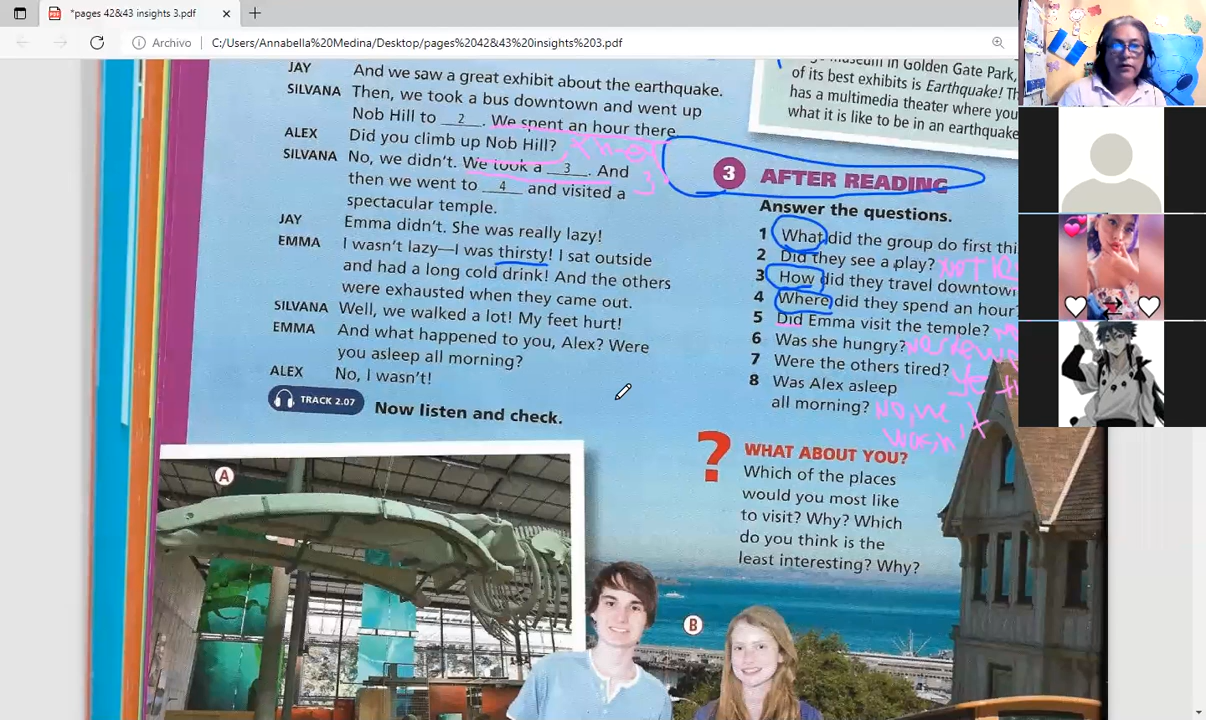 *pages 42&43 insights 3.pdf
Archivo
C:/Users/Annabella%20Medina/Desktop/pages%2042&43%20insights%203.pdf
JAY And we saw a great exhibit about the earthquake.
SILVANA Then, we took a bus downtown and went up
Nob Hill to 2 . We spent an hour there.
ALEX Did you climb up Nob Hill?
SILVANA No, we didn't. We took a 3 . And
then we went to 4 and visited a
spectacular temple.
JAY Emma didn't. She was really lazy!
EMMA I wasn't lazy—I was thirsty! I sat outside
and had a long cold drink! And the others
were exhausted when they came out.
SILVANA Well, we walked a lot! My feet hurt!
EMMA And what happened to you, Alex? Were
you asleep all morning?
ALEX No, I wasn't!
TRACK 2.07 Now listen and check.
A
museum in Golden Gate Park,
of its best exhibits is Earthquake!
has a multimedia theater where you
what it is like to be in an earthquake
3
3 AFTER READING
Answer the questions.
1 What did the group do first
2 Did they see a play?
3 How did they travel downtown
4 Where did they spend an hour?
5 Did Emma visit the temple?
6 Was she hungry?
7 Were the others tired?
8 Was Alex asleep
all morning? No, he
wasn't
? WHAT ABOUT YOU?
Which of the places
would you most like
to visit? Why? Which
do you think is the
least interesting? Why?
B